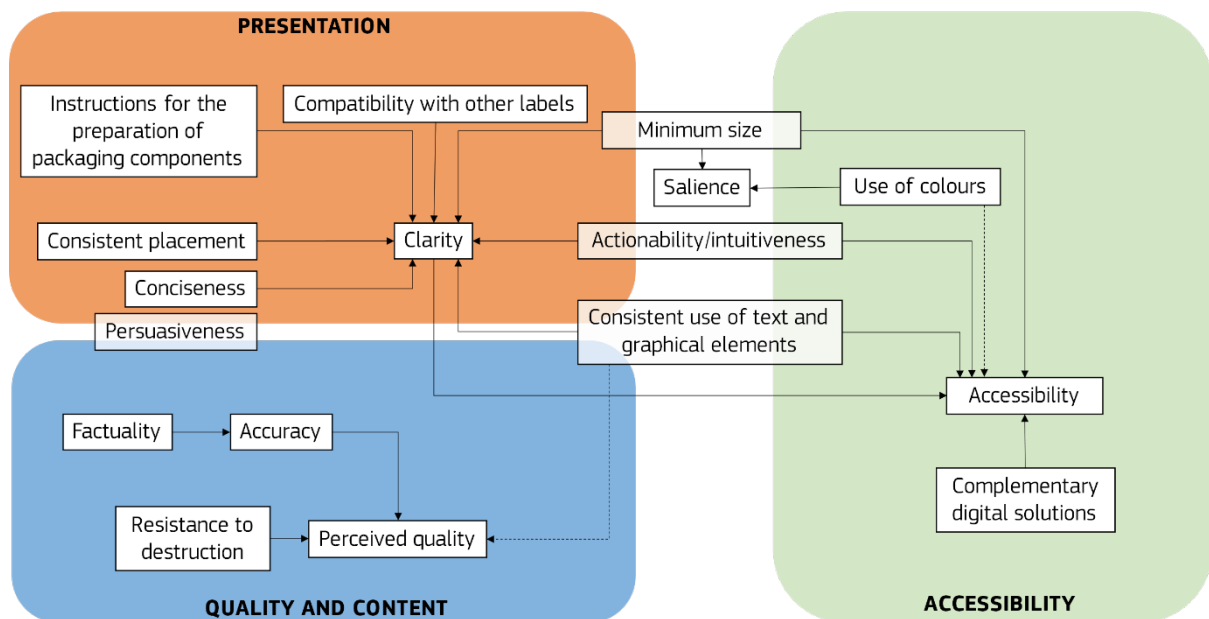 PRESENTATION
Instructions for the
preparation of
packaging components
Compatibility with other labels
Minimum size
Salience
Use of colours
Consistent placement
Clarity
Actionability/intuitiveness
Conciseness
Persuasiveness
Consistent use of text and
graphical elements
Accessibility
Factuality
Accuracy
Complementary
digital solutions
Resistance to
destruction
Perceived quality
QUALITY AND CONTENT
ACCESSIBILITY